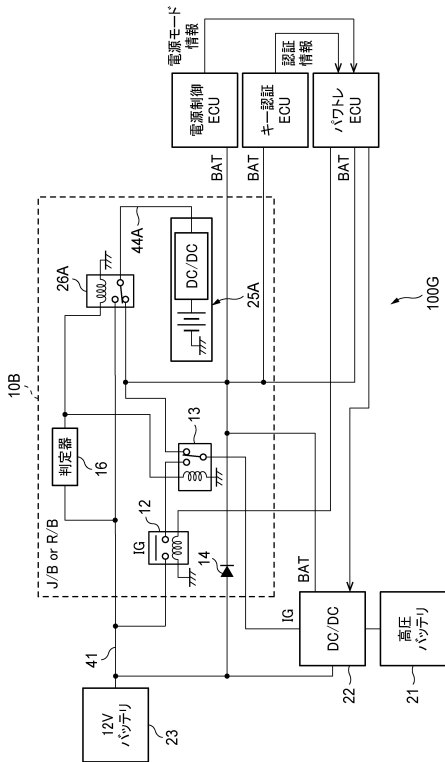 電源モード
情報
認証
情報
電源制御
ECU
キー認証
ECU
パワトレ
ECU
BAT
BAT
BAT
10B
44A
26A
DC/DC
25A
100G
判定器
16
13
12
IG
14
J/B or R/B
BAT
IG
41
DC/DC
22
高圧
バッテリ
21
12V
バッテリ
23